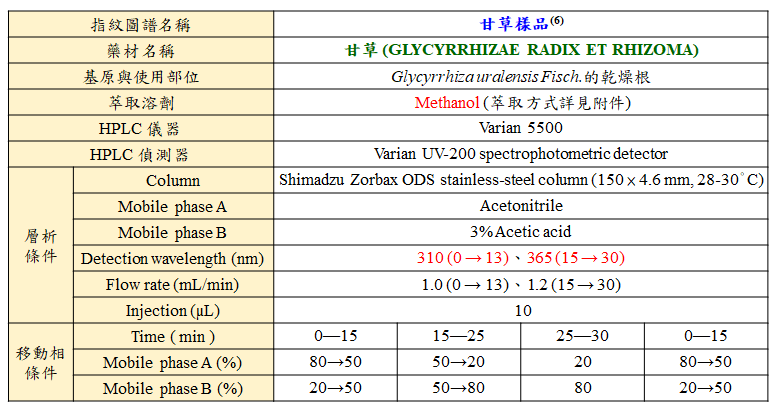 指紋圖譜名稱 甘草樣品(6)
藥材名稱 甘草 (GLYCYRRHIZAE RADIX ET RHIZOMA)
基原與使用部位 Glycyrrhiza uralensis Fisch.的乾燥根
萃取溶劑 Methanol (萃取方式詳見附件)
HPLC 儀器 Varian 5500
HPLC 偵測器 Varian UV-200 spectrophotometric detector
層析條件
Column Shimadzu Zorbax ODS stainless-steel column (150 x 4.6 mm, 28-30°C)
Mobile phase A Acetonitrile
Mobile phase B 3% Acetic acid
Detection wavelength (nm) 310 (0→13)、365 (15→30)
Flow rate (mL/min) 1.0 (0→13)、1.2 (15→30)
Injection (μL) 10
移動相條件
Time ( min ) 0—15 15—25 25—30 0—15
Mobile phase A (%) 80→50 50→20 20 80→50
Mobile phase B (%) 20→50 50→80 80 20→50